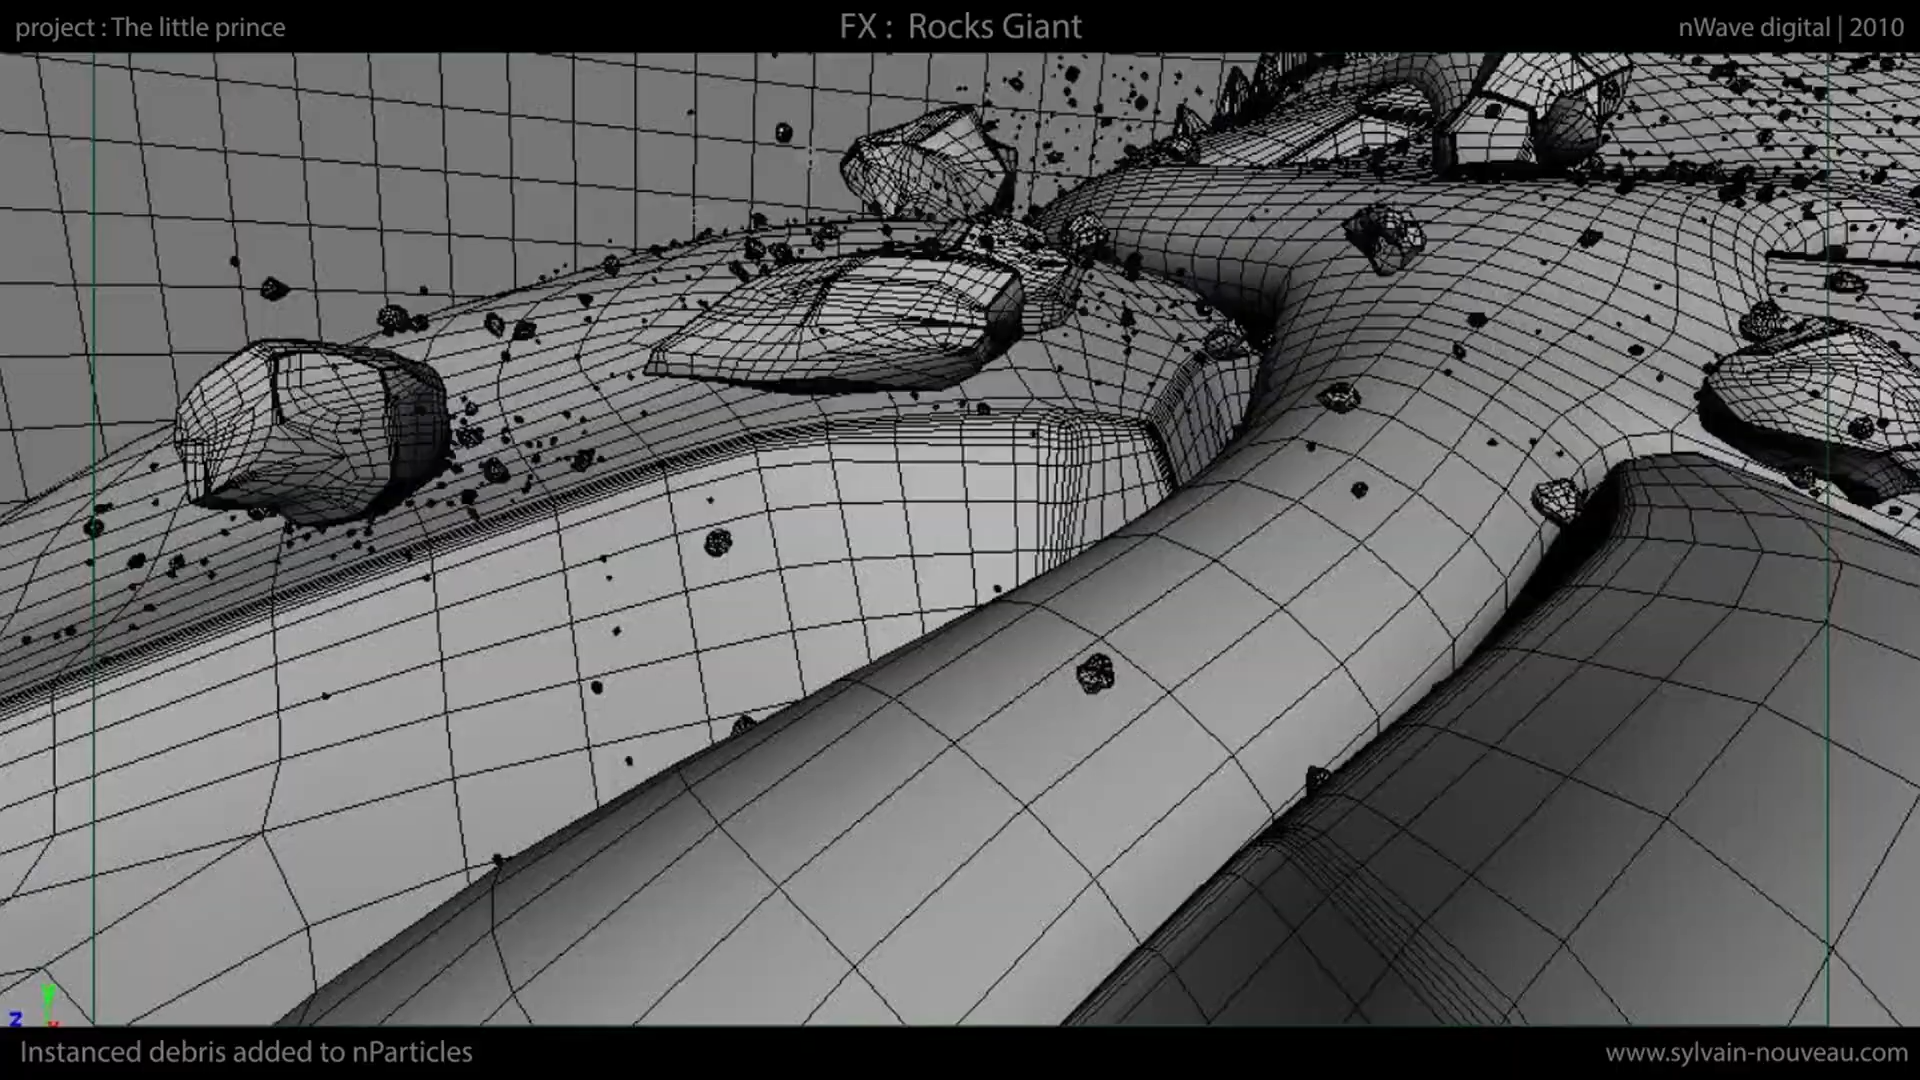 project : The little prince
FX : Rocks Giant
nWave digital | 2010
Z
Instanced debris added to nParticles
www.sylvain-nouveau.com